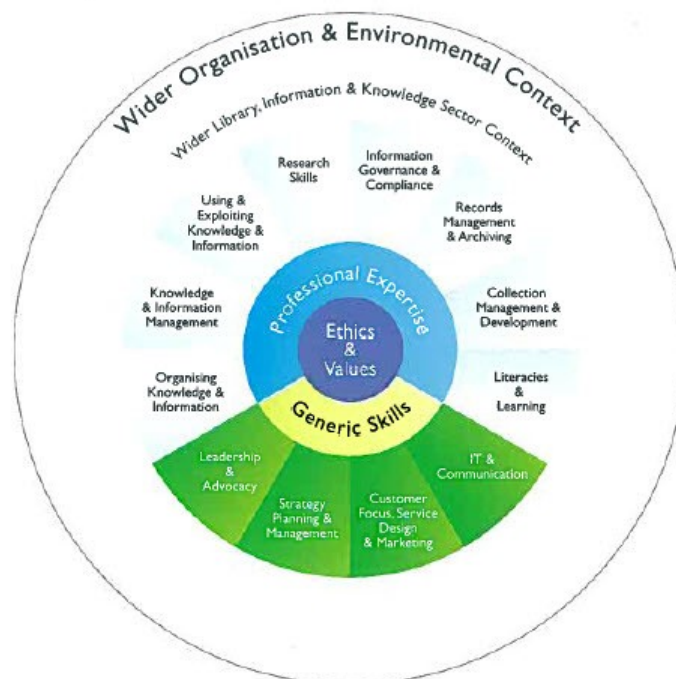 Wider Organisation & Environmental Context
Wider Library, Information & Knowledge Sector Context
Research
Skills
Information
Governance &
Compliance
Using &
Exploiting
Knowledge &
Information
Records
Management
& Archiving
Knowledge
& Information
Management
Collection
Management &
Development
Organising
Knowledge &
Information
Literacies
&
Learning
Professional Expertise
Ethics
&
Values
Generic Skills
Leadership
&
Advocacy
Strategy
Planning &
Management
Customer
Focus, Service
Design
& Marketing
IT &
Communication